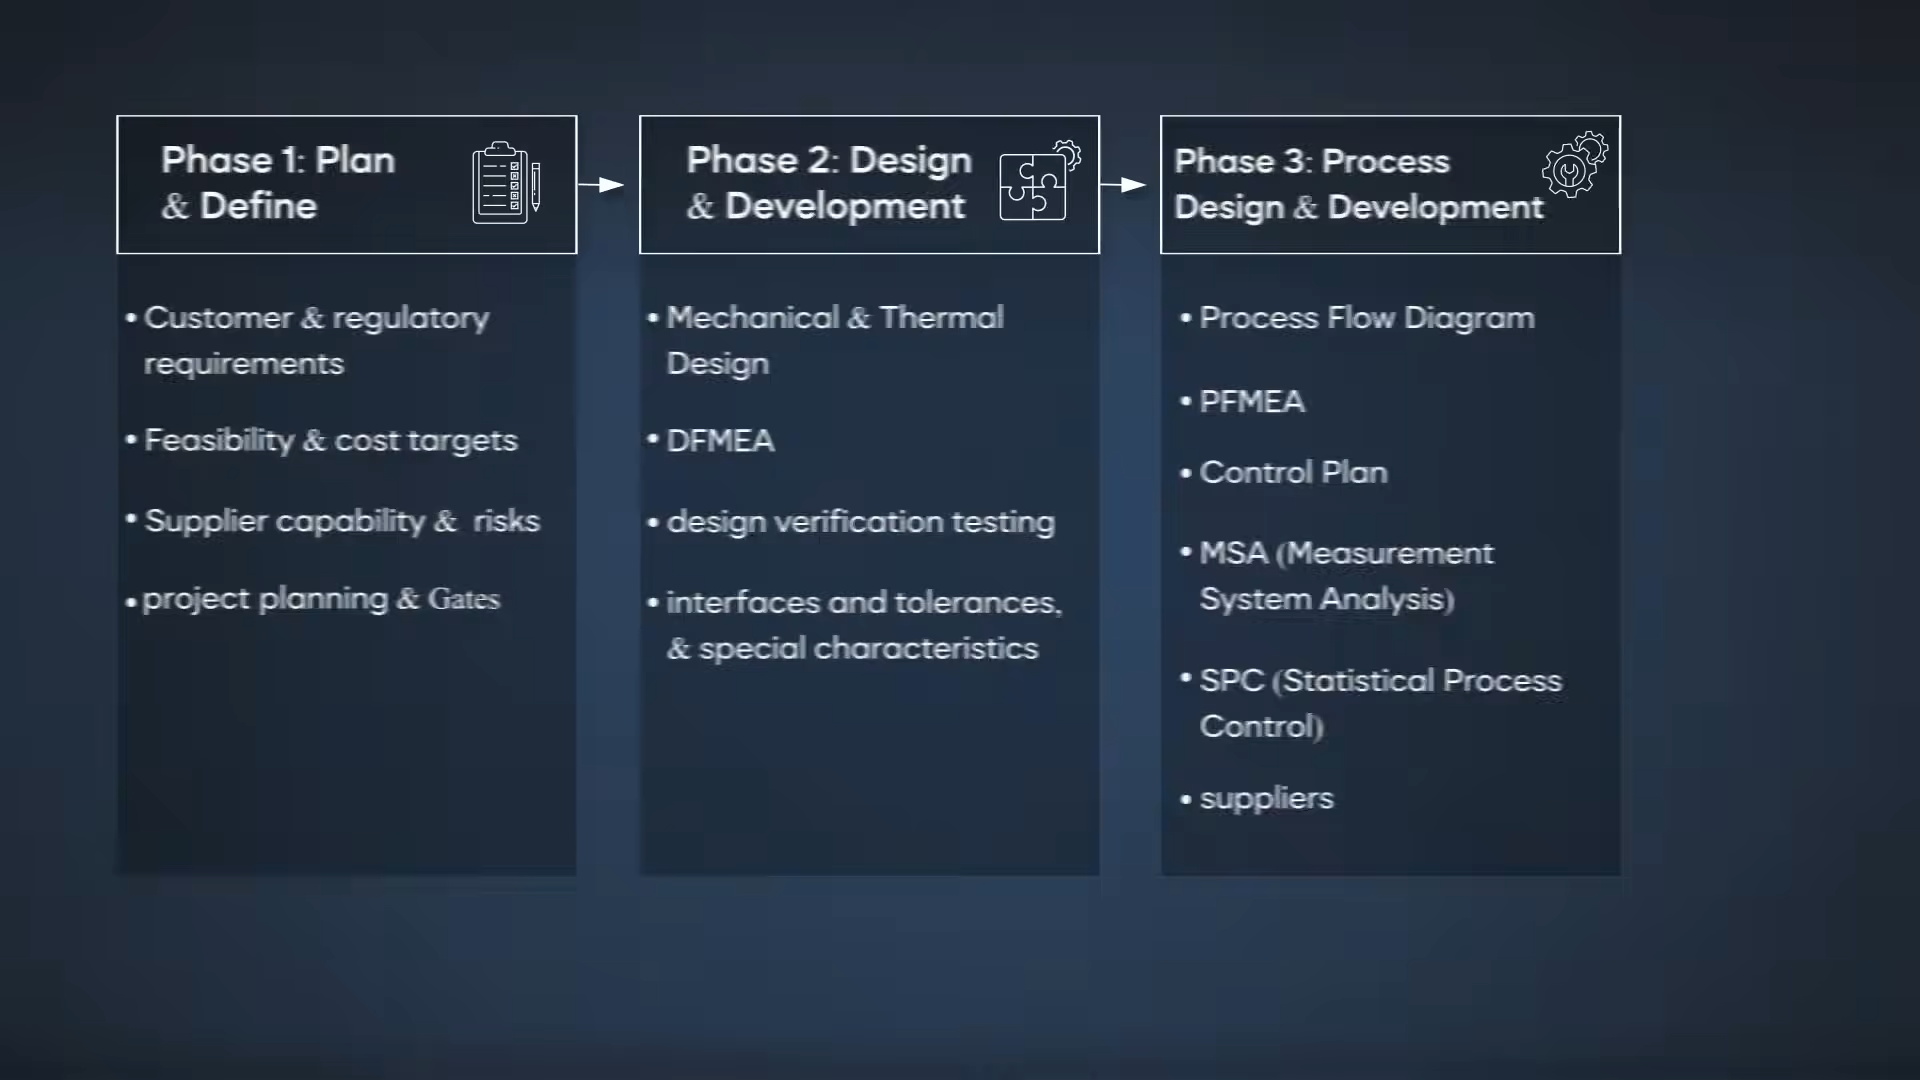 Phase 1: Plan
& Define
• Customer & regulatory
requirements
• Feasibility & cost targets
• Supplier capability & risks
• project planning & Gates
Phase 2: Design
& Development
• Mechanical & Thermal
Design
• DFMEA
• design verification testing
• interfaces and tolerances,
& special characteristics
Phase 3: Process
Design & Development
• Process Flow Diagram
• PFMEA
• Control Plan
• MSA (Measurement
System Analysis)
• SPC (Statistical Process
Control)
• suppliers